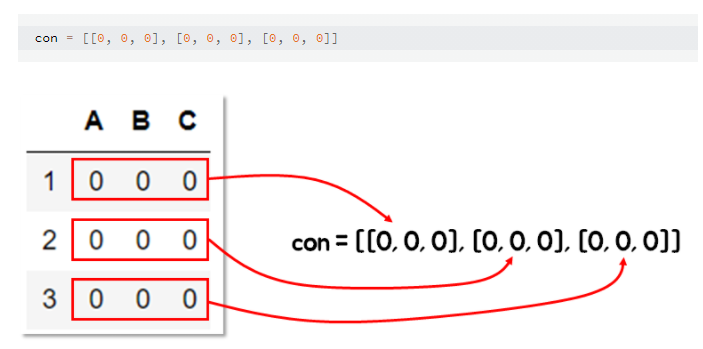 con = [[0, 0, 0], [0, 0, 0], [0, 0, 0]]
A B C
1 0 0 0
2 0 0 0
3 0 0 0
con = [[0, 0, 0], [0, 0, 0], [0, 0, 0]]